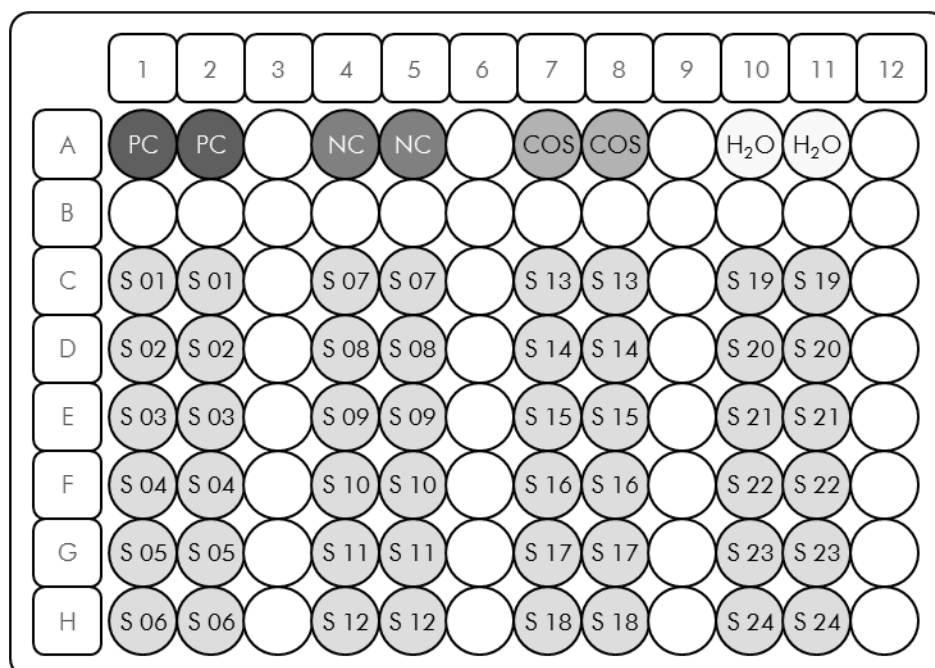 1 2 3 4 5 6 7 8 9 10 11 12
A PC PC NC NC COS COS H₂O H₂O
B
C S 01 S 01 S 07 S 07 S 13 S 13 S 19 S 19
D S 02 S 02 S 08 S 08 S 14 S 14 S 20 S 20
E S 03 S 03 S 09 S 09 S 15 S 15 S 21 S 21
F S 04 S 04 S 10 S 10 S 16 S 16 S 22 S 22
G S 05 S 05 S 11 S 11 S 17 S 17 S 23 S 23
H S 06 S 06 S 12 S 12 S 18 S 18 S 24 S 24